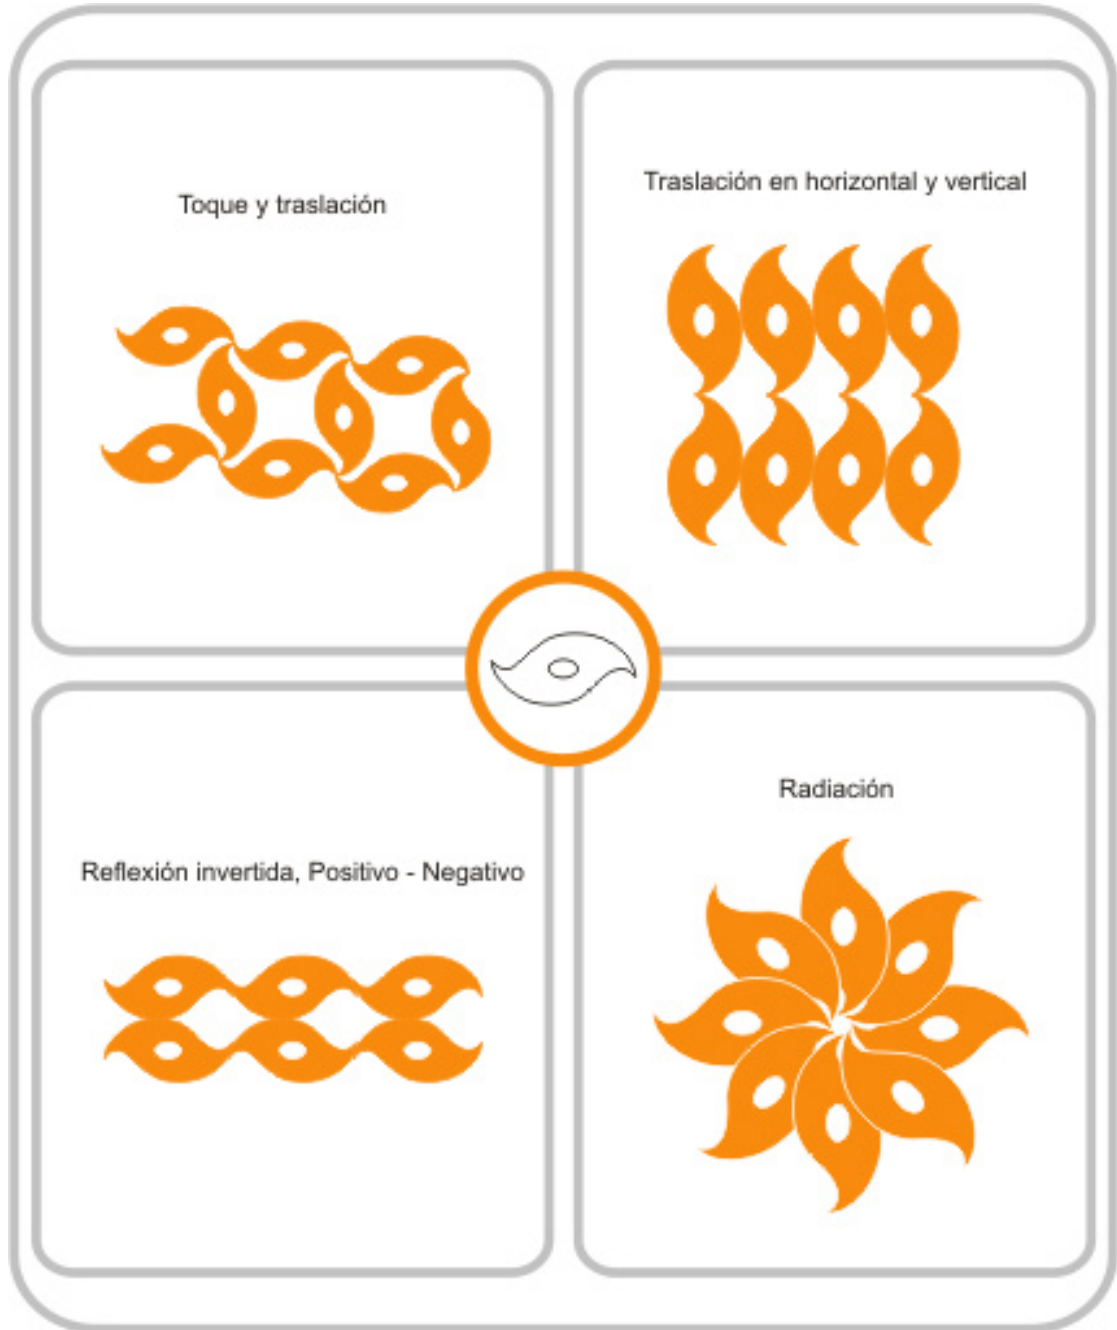 Toque y traslación
Traslación en horizontal y vertical
Reflexión invertida, Positivo - Negativo
Radiación